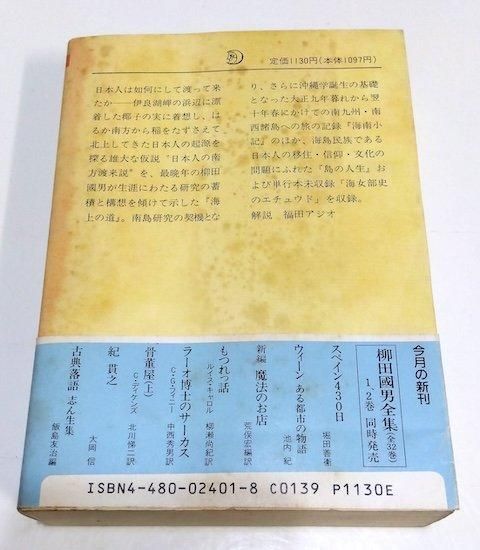 定価1130円(本体1097円)
日本人は如何にして渡って来
たか――伊良湖岬の浜辺に漂
着した椰子の実に着想し、は
るか南方から稲をたずさえて
北上してきた日本人の起源を
探る雄大な仮説“日本人の南
方渡来説”を、最晩年の柳田
國男が生涯にわたる研究の蓄
積と構想を傾けて示した『海
上の道』。南島研究の契機とな
り、さらに沖縄学誕生の基礎
となった大正九年暮れから翌
十年春にかけての南九州・南
西諸島への旅の記録『海南小
記』のほか、海島民族である
日本人の移住・信仰・文化の
問題にふれた『島の人生』お
よび単行本未収録「海女部史
のエチュウド」を収録。
解説 福田アジオ
今月の新刊
柳田國男全集(全32巻)
1、2巻 同時発売
スペイン430日 堀田善衞
ウィーン ある都市の物語 池内 紀
新編 魔法のお店 荒俣宏編訳
もつれっ話 ルイス・キャロル 柳瀬尚紀訳
ラーオ博士のサーカス C・G・フィニー 中西秀男訳
骨董屋(上) C・ディケンズ 北川悌二訳
紀 貫之 大岡 信
古典落語 志ん生集 飯島友治編
ISBN4-480-02401-8 C0139 P1130E